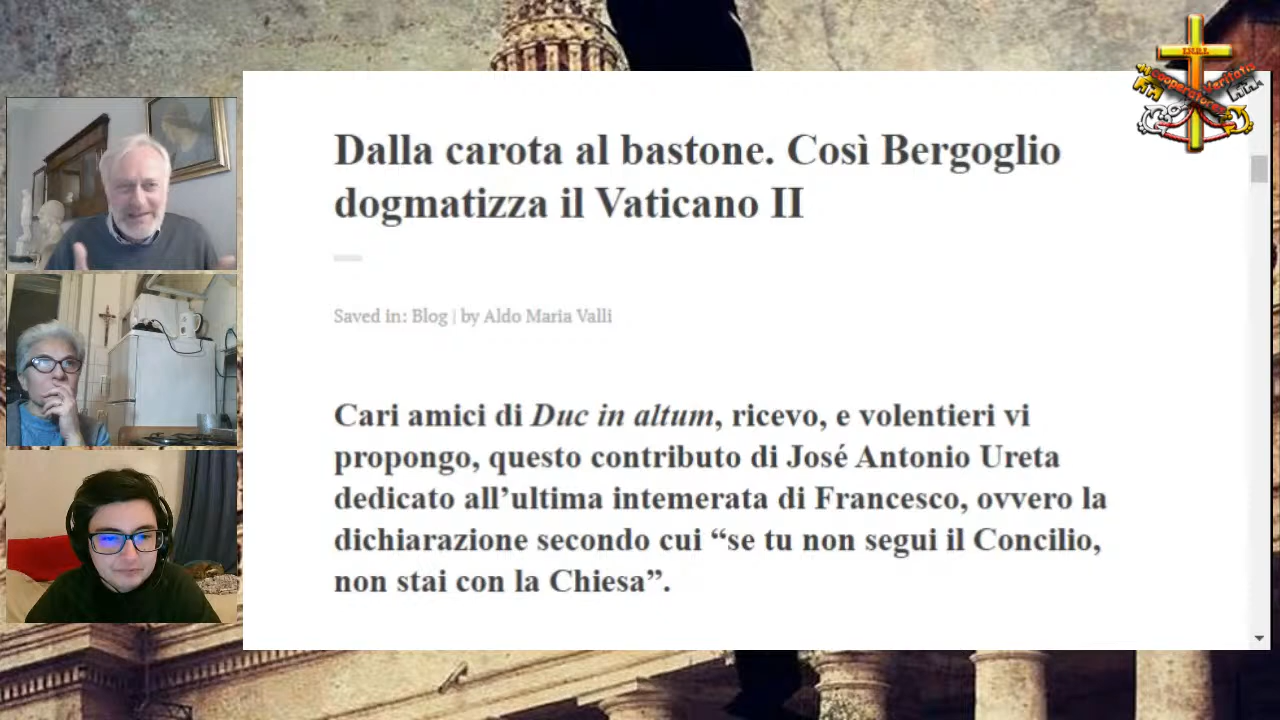 I.N.R.I.
Cooperatores Veritatis
Dalla carota al bastone. Così Bergoglio
dogmatizza il Vaticano II
Saved in: Blog | by Aldo Maria Valli
Cari amici di Duc in altum, ricevo, e volentieri vi
propongo, questo contributo di José Antonio Ureta
dedicato all’ultima intemerata di Francesco, ovvero la
dichiarazione secondo cui “se tu non segui il Concilio,
non stai con la Chiesa”.